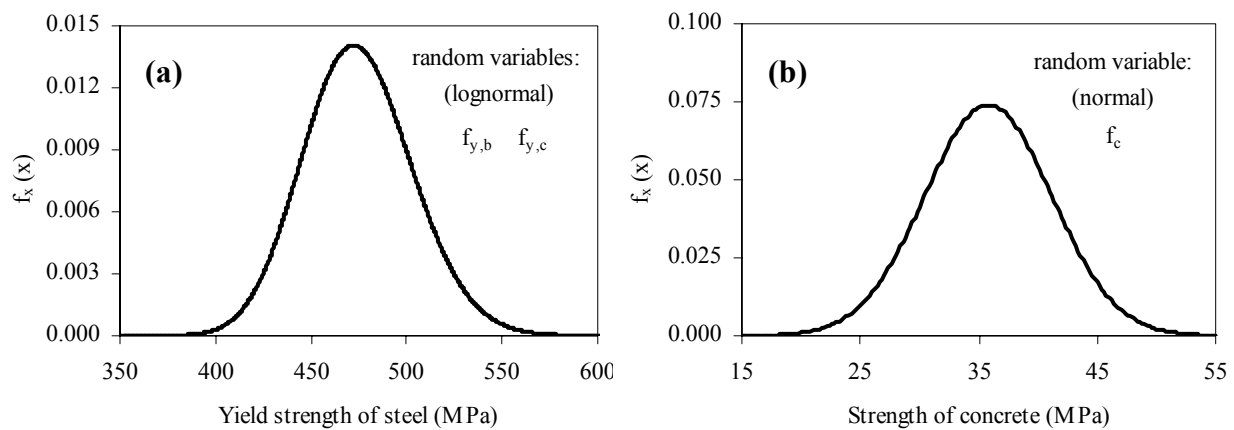 0.015
0.012
0.009
0.006
0.003
0.000
f_x (x)
(a)
random variables:
(lognormal)
f_{y,b} f_{y,c}
350 400 450 500 550 600
Yield strength of steel (MPa)
0.100
0.075
0.050
0.025
0.000
f_x (x)
(b)
random variable:
(normal)
f_c
15 25 35 45 55
Strength of concrete (MPa)